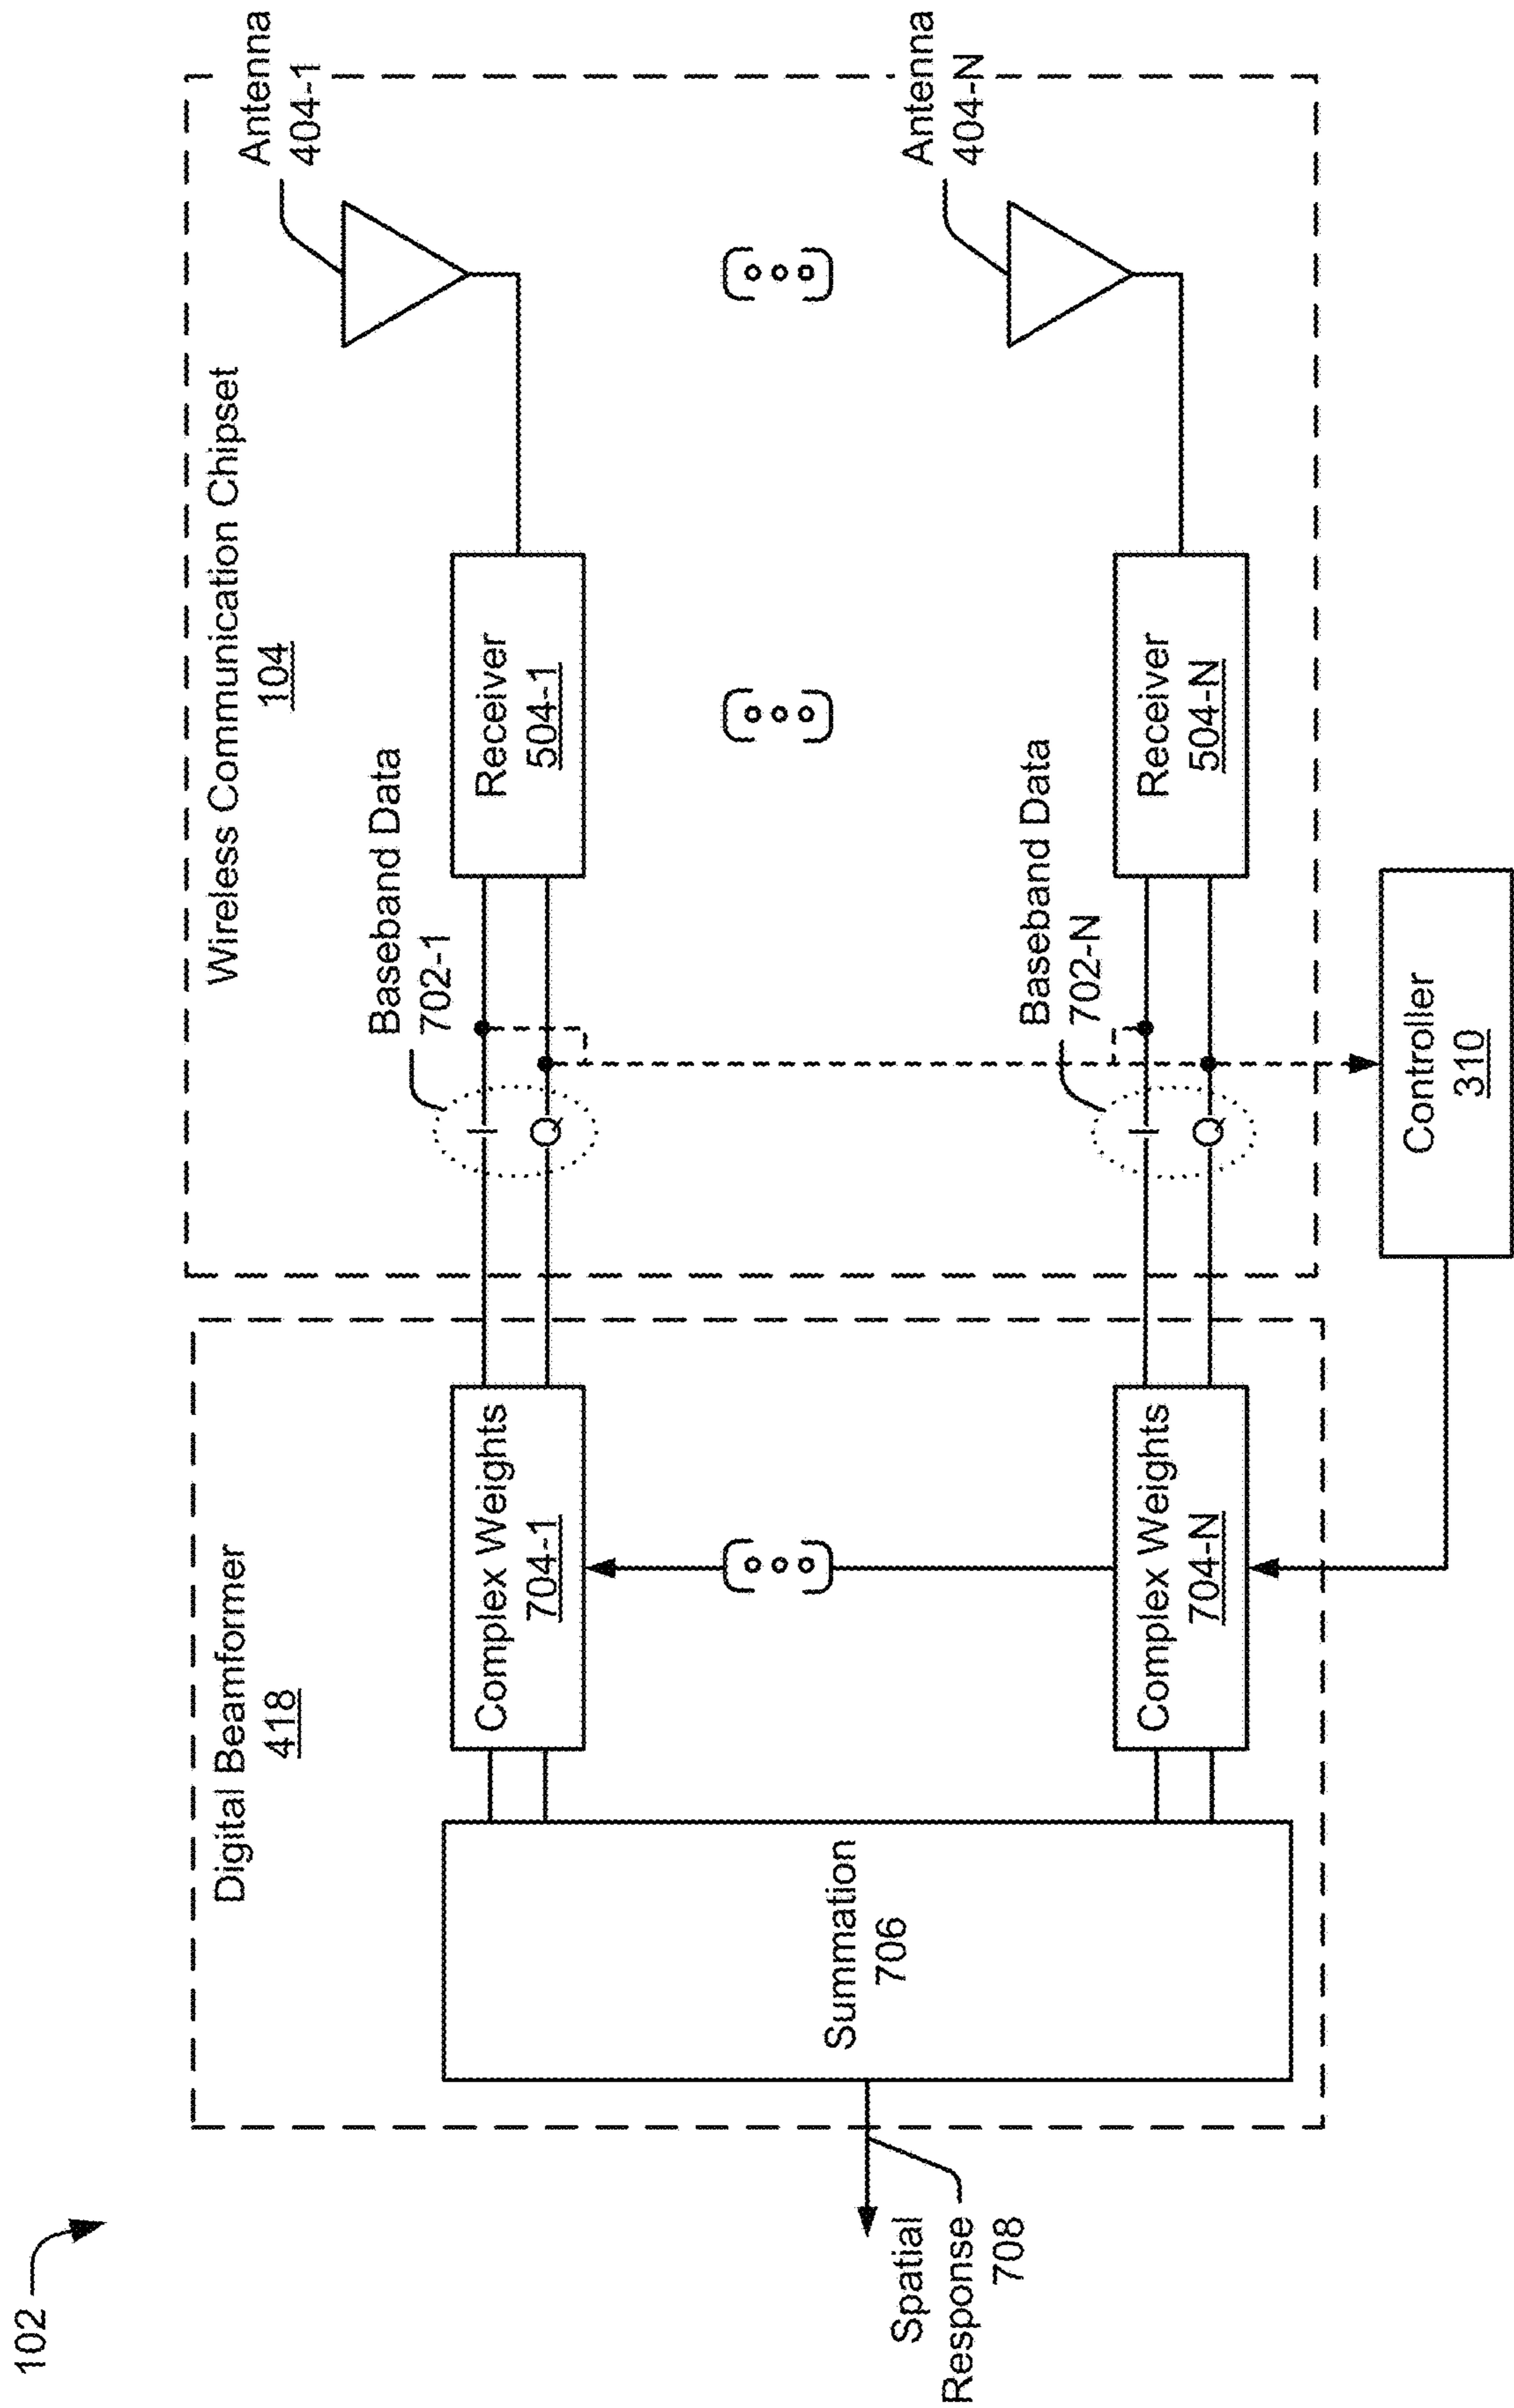 102
Digital Beamformer
418
Wireless Communication Chipset
104
Antenna
404-1
Baseband Data
702-1
Complex Weights
704-1
I
Q
Receiver
504-1
Summation
706
Spatial
Response
708
Antenna
404-N
Baseband Data
702-N
Complex Weights
704-N
I
Q
Receiver
504-N
Controller
310